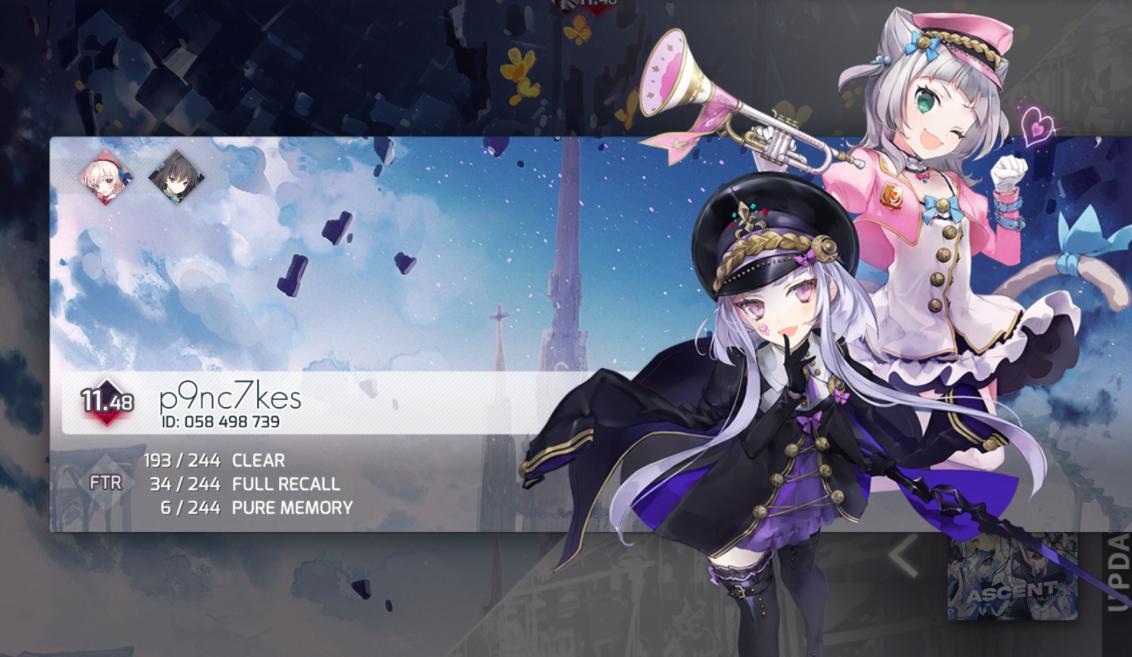 11.48
p9nc7kes
ID: 058 498 739
FTR
193 / 244 CLEAR
34 / 244 FULL RECALL
6 / 244 PURE MEMORY
ASCENT
UPDA